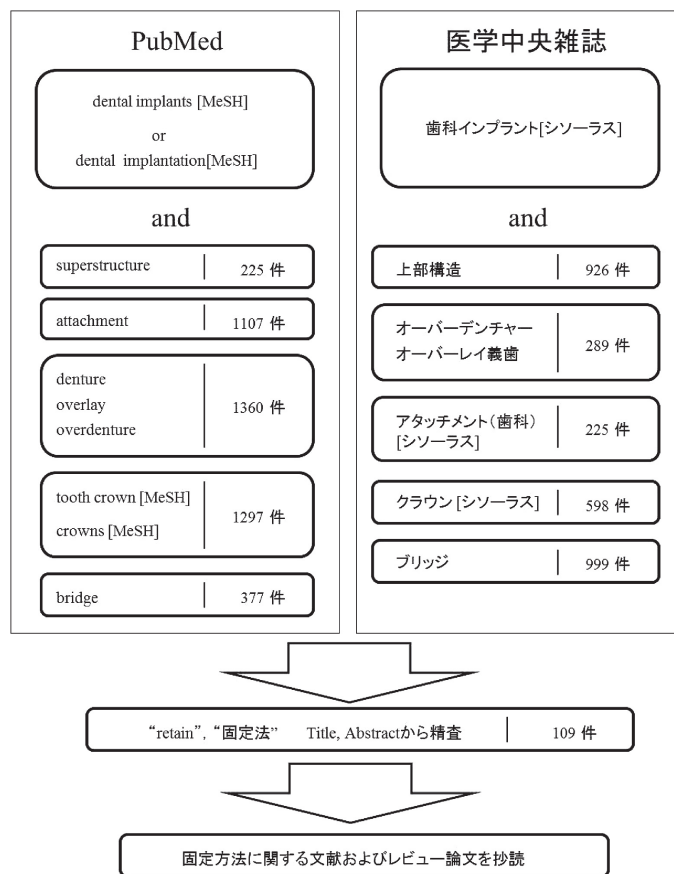 PubMed
dental implants [MeSH]
or
dental implantation[MeSH]
and
superstructure 225 件
attachment 1107 件
denture
overlay
overdenture
1360 件
tooth crown [MeSH]
crowns [MeSH]
1297 件
bridge 377 件
医学中央雑誌
歯科インプラント[シソーラス]
and
上部構造 926 件
オーバーデンチャー
オーバーレイ義歯
289 件
アタッチメント(歯科)
[シソーラス]
225 件
クラウン [シソーラス] 598 件
ブリッジ 999 件
“retain”, “固定法” Title, Abstractから精査 109 件
固定方法に関する文献およびレビュー論文を抄読